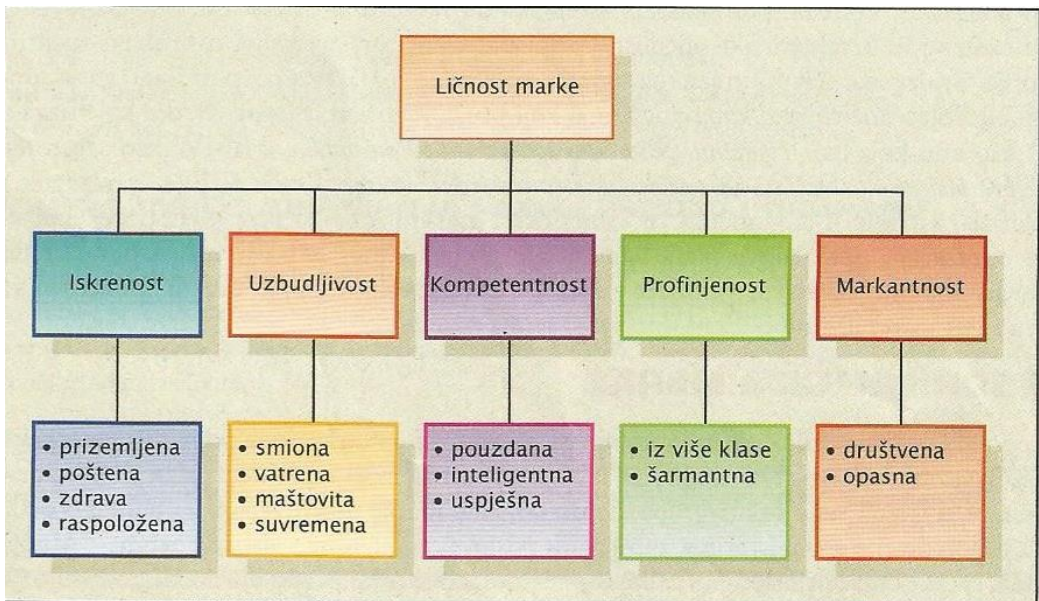 Ličnost marke
Iskrenost
Uzbudljivost
Kompetentnost
Profinjenost
Markantnost
• prizemljena
• poštena
• zdrava
• raspoložena
• smiona
• vatrena
• maštovita
• suvremena
• pouzdana
• inteligentna
• uspješna
• iz više klase
• šarmantna
• društvena
• opasna